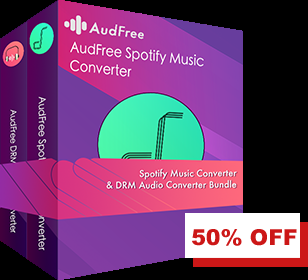 AudFree
AudFree Spotify Music
Converter
Spotify Music Converter
& DRM Audio Converter Bundle
AudFree Spot
verter
AudFree DRM
nverter
50% OFF